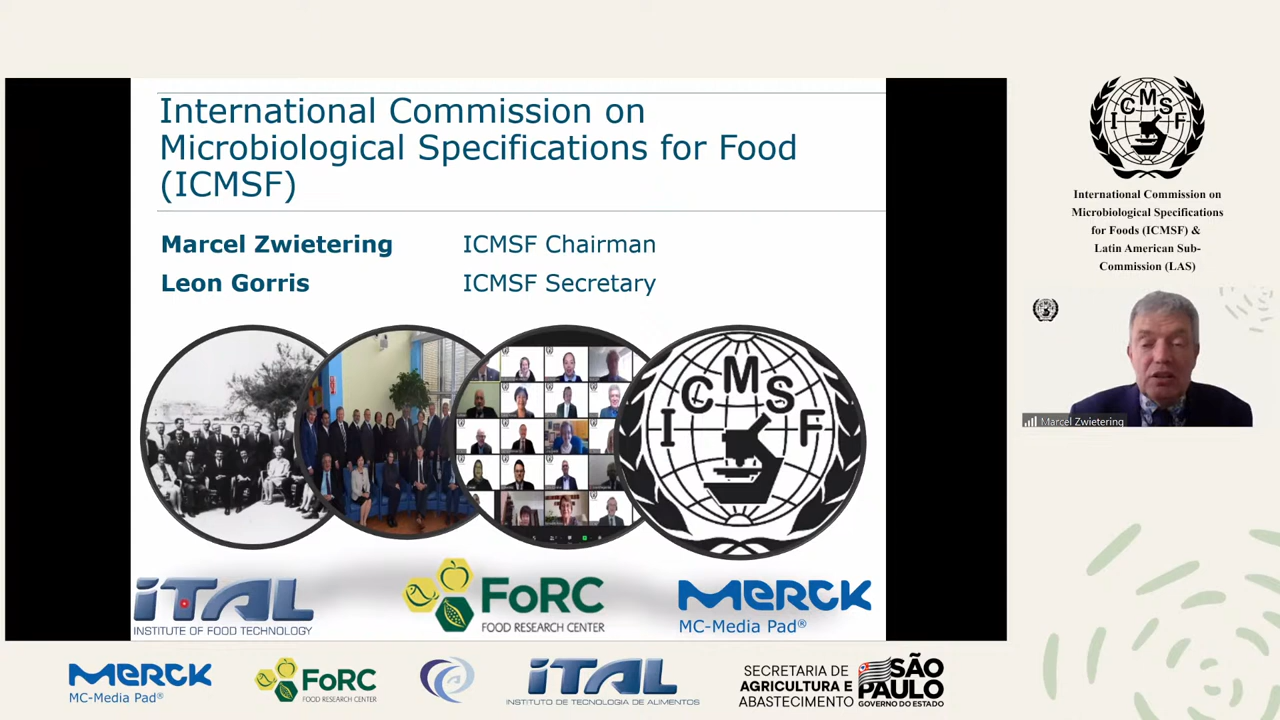 International Commission on
Microbiological Specifications for Food
(ICMSF)
Marcel Zwietering ICMSF Chairman
Leon Gorris ICMSF Secretary
ICMSF
iTAL
INSTITUTE OF FOOD TECHNOLOGY
FoRC
FOOD RESEARCH CENTER
MERCK
MC-Media Pad®
ICMSF
International Commission on
Microbiological Specifications
for Foods (ICMSF) &
Latin American Sub-
Commission (LAS)
Marcel Zwietering
MERCK
MC-Media Pad®
FoRC
FOOD RESEARCH CENTER
iTAL
INSTITUTO DE TECNOLOGIA DE ALIMENTOS
SECRETARIA DE
AGRICULTURA E
ABASTECIMENTO
SÃO
PAULO
GOVERNO DO ESTADO